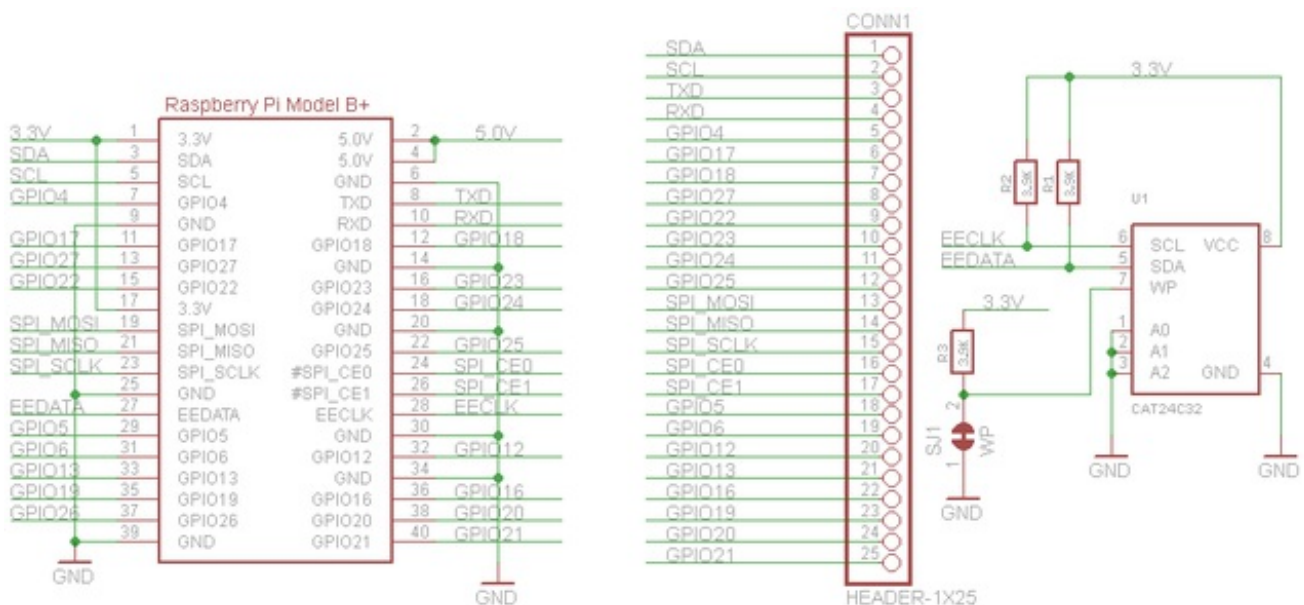 Raspberry Pi Model B+
3.3V 1 3.3V 5.0V 2 5.0V
SDA 3 SDA 5.0V 4
SCL 5 SCL GND 6
GPIO4 7 GPIO4 TXD 8 TXD
9 GND RXD 10 RXD
GPIO17 11 GPIO17 GPIO18 12 GPIO18
GPIO27 13 GPIO27 GND 14
GPIO22 15 GPIO22 GPIO23 16 GPIO23
17 3.3V GPIO24 18 GPIO24
SPI_MOSI 19 SPI_MOSI GND 20
SPI_MISO 21 SPI_MISO GPIO25 22 GPIO25
SPI_SCLK 23 SPI_SCLK #SPI_CE0 24 SPI_CE0
25 GND #SPI_CE1 26 SPI_CE1
EEDATA 27 EEDATA EECLK 28 EECLK
GPIO5 29 GPIO5 GND 30
GPIO6 31 GPIO6 GPIO12 32 GPIO12
GPIO13 33 GPIO13 GND 34
GPIO19 35 GPIO19 GPIO16 36 GPIO16
GPIO26 37 GPIO26 GPIO20 38 GPIO20
39 GND GPIO21 40 GPIO21
GND
GND
CONN1
SDA 1
SCL 2
TXD 3
RXD 4
GPIO4 5
GPIO17 6
GPIO18 7
GPIO27 8
GPIO22 9
GPIO23 10
GPIO24 11
GPIO25 12
SPI_MOSI 13
SPI_MISO 14
SPI_SCLK 15
SPI_CE0 16
SPI_CE1 17
GPIO5 18
GPIO6 19
GPIO12 20
GPIO13 21
GPIO16 22
GPIO19 23
GPIO20 24
GPIO21 25
HEADER-1X25
3.3V
R2 3.9K R1 3.9K
U1
EECLK 6 SCL VCC 8
EEDATA 5 SDA
7 WP
3.3V
R3 3.9K
1 A0
2 A1
3 A2 GND 4
CAT24C32
2
SJ1 WP
1
GND
GND
GND